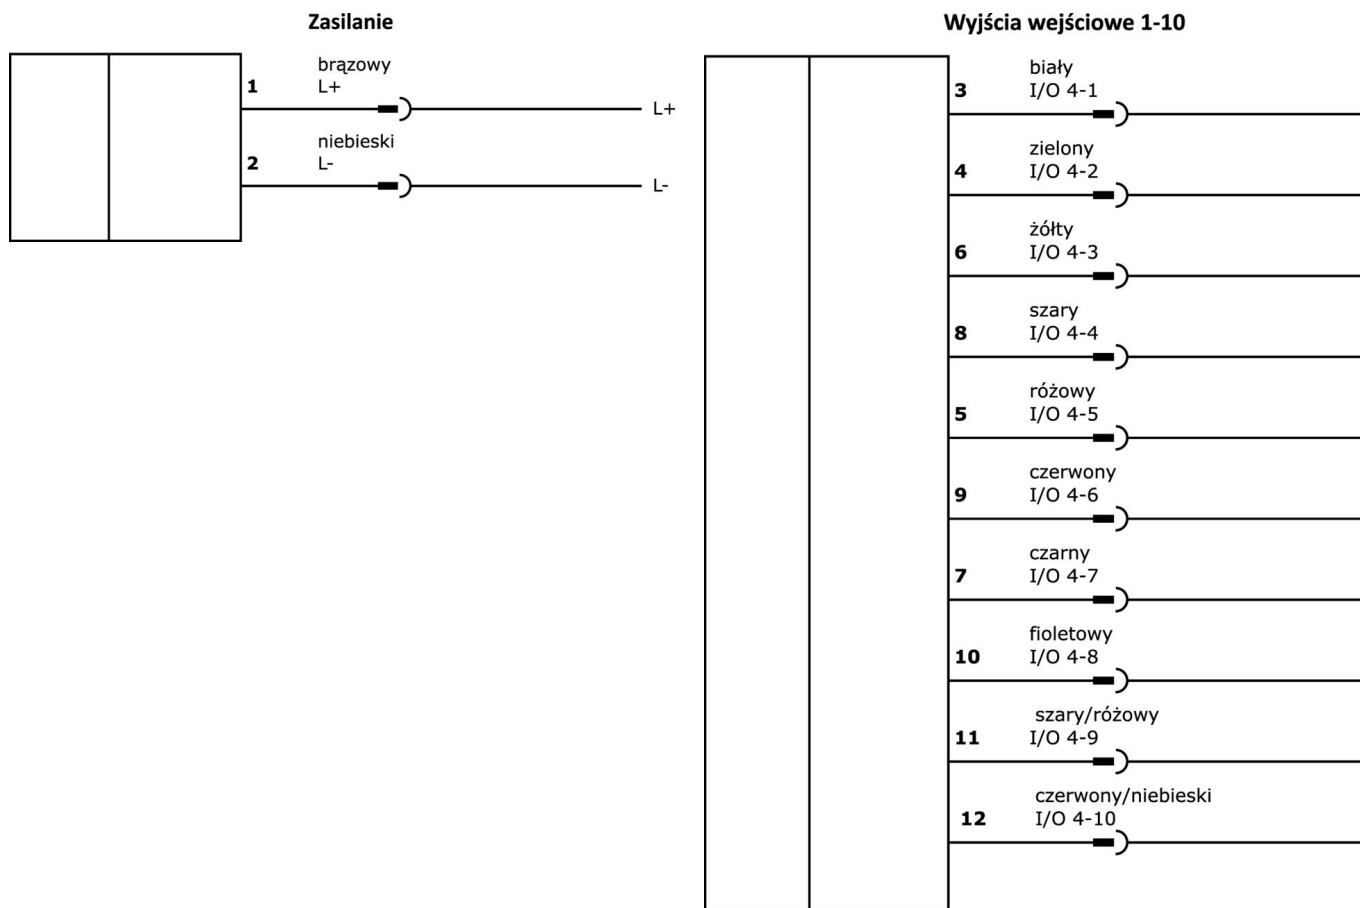 Zasilanie
brązowy
1 L+
L+
niebieski
2 L-
L-
Wyjścia wejściowe 1-10
biały
3 I/O 4-1
zielony
4 I/O 4-2
żółty
6 I/O 4-3
szary
8 I/O 4-4
różowy
5 I/O 4-5
czerwony
9 I/O 4-6
czarny
7 I/O 4-7
fioletowy
10 I/O 4-8
szary/różowy
11 I/O 4-9
czerwony/niebieski
12 I/O 4-10